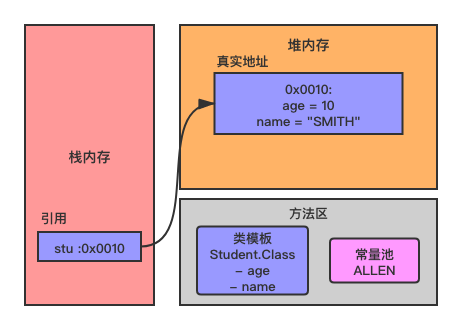 栈内存
引用
stu :0x0010
堆内存
真实地址
0x0010:
age = 10
name = "SMITH"
方法区
类模板
Student.Class
- age
- name
常量池
ALLEN